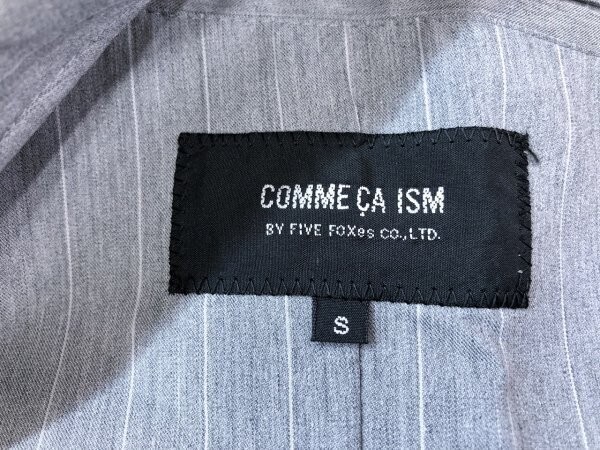 COMME ÇA ISM
BY FIVE FOXes CO.,LTD.
S